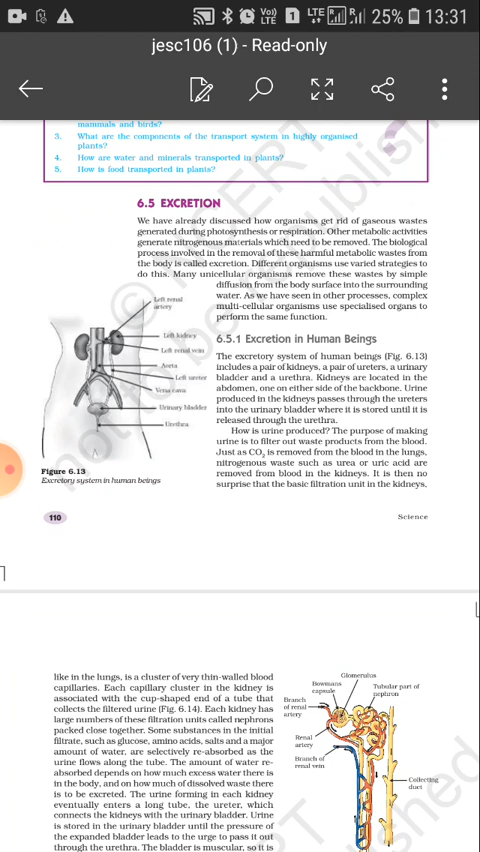 Vo))
LTE
1
LTE
R
R
25%
13:31
jesc106 (1) - Read-only
mammals and birds?
3. What are the components of the transport system in highly organised
plants?
4. How are water and minerals transported in plants?
5. How is food transported in plants?
?
6.5 EXCRETION
We have already discussed how organisms get rid of gaseous wastes
generated during photosynthesis or respiration. Other metabolic activities
generate nitrogenous materials which need to be removed. The biological
process involved in the removal of these harmful metabolic wastes from
the body is called excretion. Different organisms use varied strategies to
do this. Many unicellular organisms remove these wastes by simple
diffusion from the body surface into the surrounding
water. As we have seen in other processes, complex
multi-cellular organisms use specialised organs to
perform the same function.
Left renal
artery
Left kidney
Left renal vein
Aorta
Left ureter
Vena cava
Urinary bladder
Urethra
Figure 6.13
Excretory system in human beings
6.5.1 Excretion in Human Beings
The excretory system of human beings (Fig. 6.13)
includes a pair of kidneys, a pair of ureters, a urinary
bladder and a urethra. Kidneys are located in the
abdomen, one on either side of the backbone. Urine
produced in the kidneys passes through the ureters
into the urinary bladder where it is stored until it is
released through the urethra.
How is urine produced? The purpose of making
urine is to filter out waste products from the blood.
Just as CO₂ is removed from the blood in the lungs,
nitrogenous waste such as urea or uric acid are
removed from blood in the kidneys. It is then no
surprise that the basic filtration unit in the kidneys,
110
Science
like in the lungs, is a cluster of very thin-walled blood
capillaries. Each capillary cluster in the kidney is
associated with the cup-shaped end of a tube that
collects the filtered urine (Fig. 6.14). Each kidney has
large numbers of these filtration units called nephrons
packed close together. Some substances in the initial
filtrate, such as glucose, amino acids, salts and a major
amount of water, are selectively re-absorbed as the
urine flows along the tube. The amount of water re-
absorbed depends on how much excess water there is
in the body, and on how much of dissolved waste there
is to be excreted. The urine forming in each kidney
eventually enters a long tube, the ureter, which
connects the kidneys with the urinary bladder. Urine
is stored in the urinary bladder until the pressure of
the expanded bladder leads to the urge to pass it out
through the urethra. The bladder is muscular, so it is
Glomerulus
Bowmans
capsule
Tubular part of
nephron
Branch
of renal
artery
Renal
artery
Branch of
renal vein
Collecting
duct